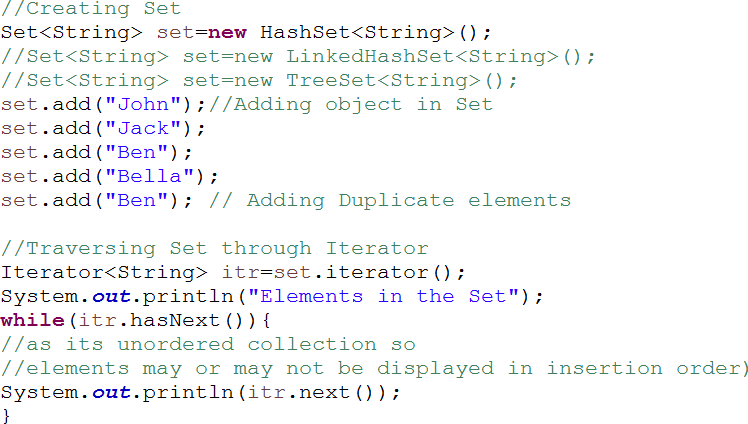 //Creating Set
Set<String> set=new HashSet<String>();
//Set<String> set=new LinkedHashSet<String>();
//Set<String> set=new TreeSet<String>();
set.add("John");//Adding object in Set
set.add("Jack");
set.add("Ben");
set.add("Bella");
set.add("Ben"); // Adding Duplicate elements

//Traversing Set through Iterator
Iterator<String> itr=set.iterator();
System.out.println("Elements in the Set");
while(itr.hasNext()){
//as its unordered collection so
//elements may or may not be displayed in insertion order)
System.out.println(itr.next());
}